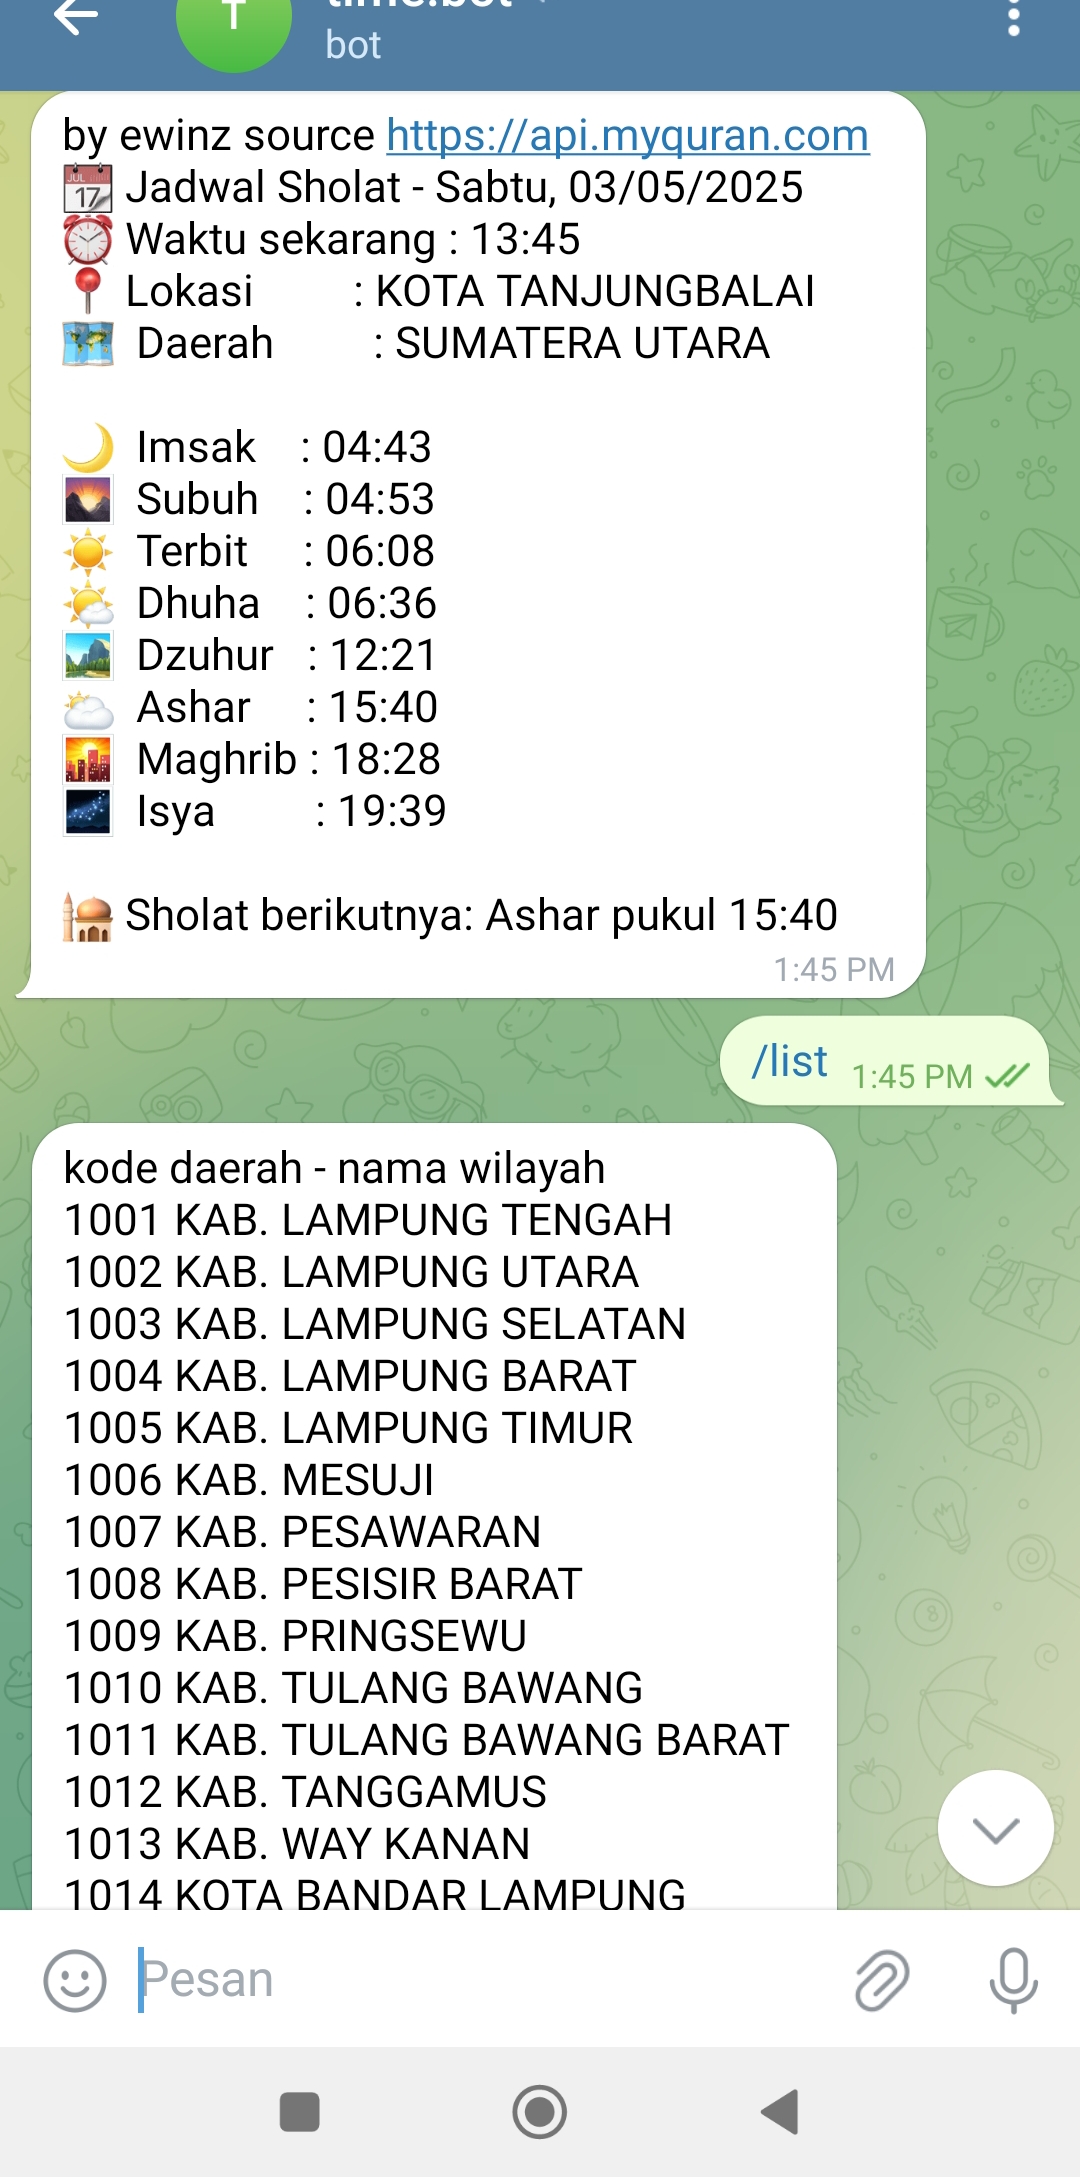 T
bot
by ewinz source https://api.myquran.com
JUL 17 Jadwal Sholat - Sabtu, 03/05/2025
Waktu sekarang : 13:45
Lokasi : KOTA TANJUNGBALAI
Daerah : SUMATERA UTARA
Imsak : 04:43
Subuh : 04:53
Terbit : 06:08
Dhuha : 06:36
Dzuhur : 12:21
Ashar : 15:40
Maghrib : 18:28
Isya : 19:39
Sholat berikutnya: Ashar pukul 15:40
1:45 PM
/list 1:45 PM
kode daerah - nama wilayah
1001 KAB. LAMPUNG TENGAH
1002 KAB. LAMPUNG UTARA
1003 KAB. LAMPUNG SELATAN
1004 KAB. LAMPUNG BARAT
1005 KAB. LAMPUNG TIMUR
1006 KAB. MESUJI
1007 KAB. PESAWARAN
1008 KAB. PESISIR BARAT
1009 KAB. PRINGSEWU
1010 KAB. TULANG BAWANG
1011 KAB. TULANG BAWANG BARAT
1012 KAB. TANGGAMUS
1013 KAB. WAY KANAN
1014 KOTA BANDAR LAMPUNG
Pesan